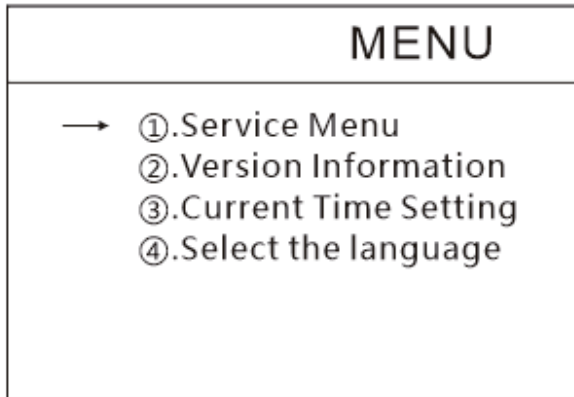 MENU
→ ①.Service Menu
②.Version Information
③.Current Time Setting
④.Select the language